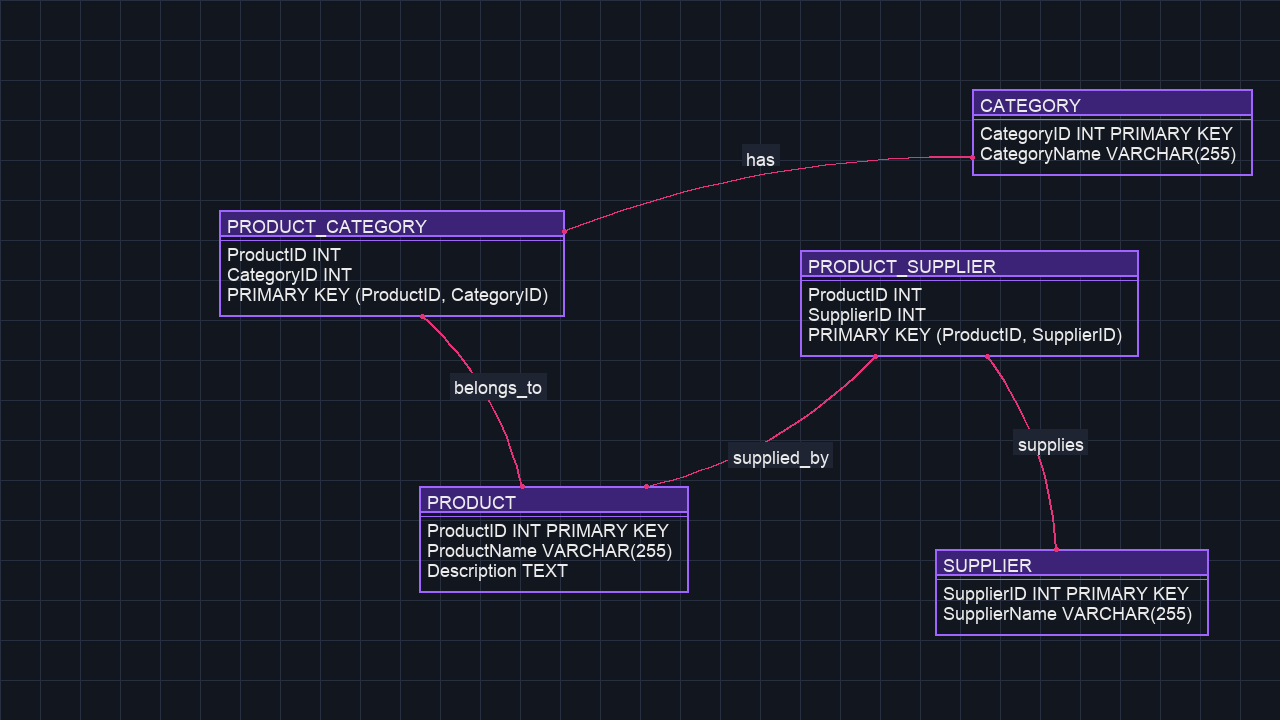 CATEGORY
CategoryID INT PRIMARY KEY
CategoryName VARCHAR(255)
has
PRODUCT_CATEGORY
ProductID INT
CategoryID INT
PRIMARY KEY (ProductID, CategoryID)
PRODUCT_SUPPLIER
ProductID INT
SupplierID INT
PRIMARY KEY (ProductID, SupplierID)
belongs_to
supplied_by
supplies
PRODUCT
ProductID INT PRIMARY KEY
ProductName VARCHAR(255)
Description TEXT
SUPPLIER
SupplierID INT PRIMARY KEY
SupplierName VARCHAR(255)